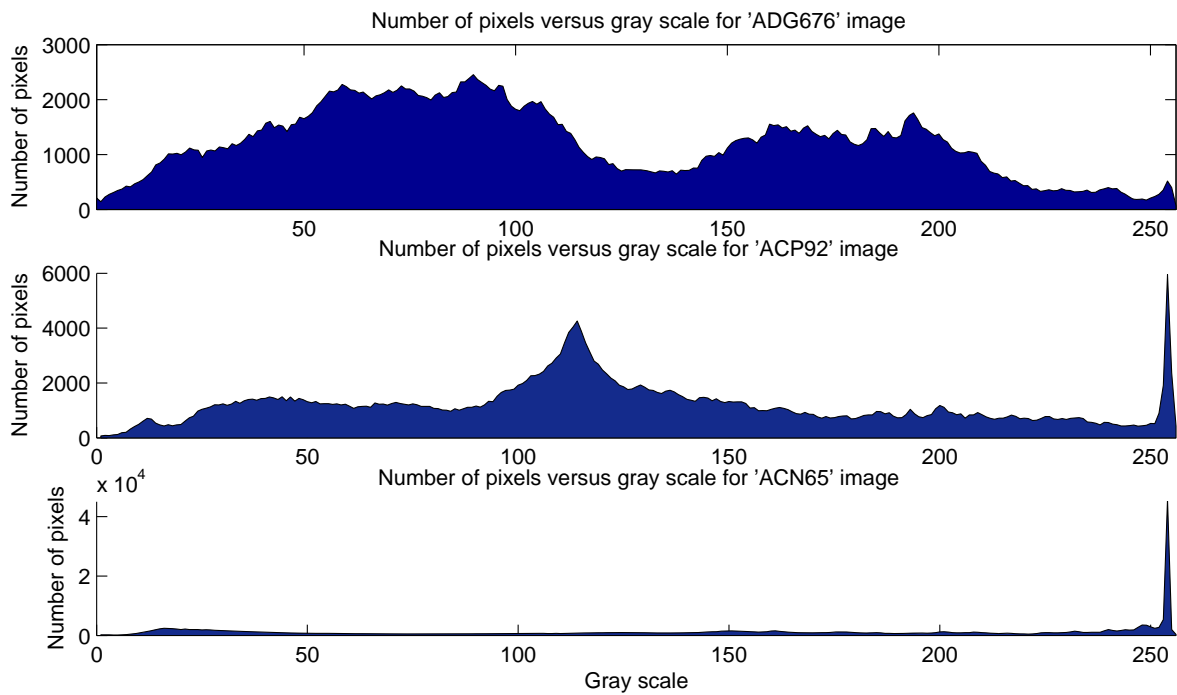 Number of pixels versus gray scale for 'ADG676' image
Number of pixels
3000
2000
1000
0
50 100 150 200 250
Number of pixels versus gray scale for 'ACP92' image
Number of pixels
6000
4000
2000
0
0 50 100 150 200 250
x 10^4
Number of pixels versus gray scale for 'ACN65' image
Number of pixels
4
2
0
0 50 100 150 200 250
Gray scale